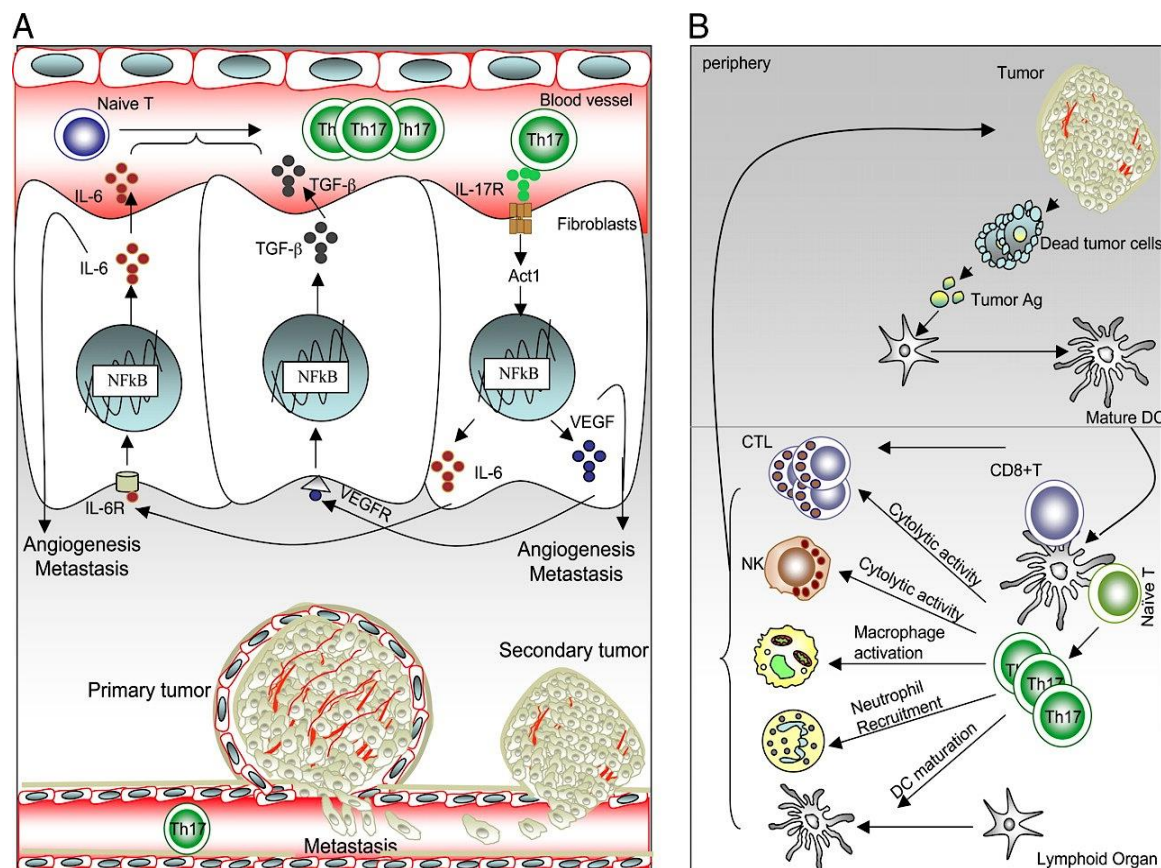 A
Naive T
Blood vessel
Th17
Th17
Th17
IL-6
TGF-β
IL-17R
Fibroblasts
IL-6
TGF-β
Act1
NFkB
NFkB
NFkB
VEGF
IL-6
IL-6R
VEGFR
Angiogenesis
Metastasis
Angiogenesis
Metastasis
Primary tumor
Secondary tumor
Th17
Metastasis
B
periphery
Tumor
Dead tumor cells
Tumor Ag
Mature DC
CTL
CD8+T
Cytolytic activity
NK
Cytolytic activity
Naïve T
Macrophage
activation
Th17
Th17
Neutrophil
Recruitment
DC maturation
Lymphoid Organ